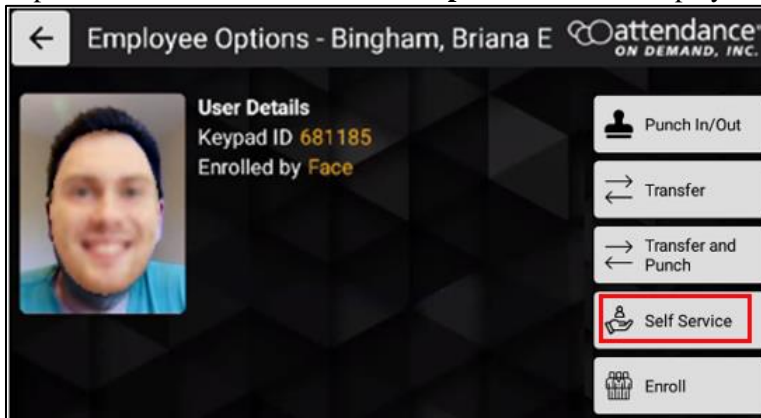 Employee Options - Bingham, Briana E
attendance
ON DEMAND, INC.
User Details
Keypad ID 681185
Enrolled by Face
Punch In/Out
Transfer
Transfer and
Punch
Self Service
Enroll